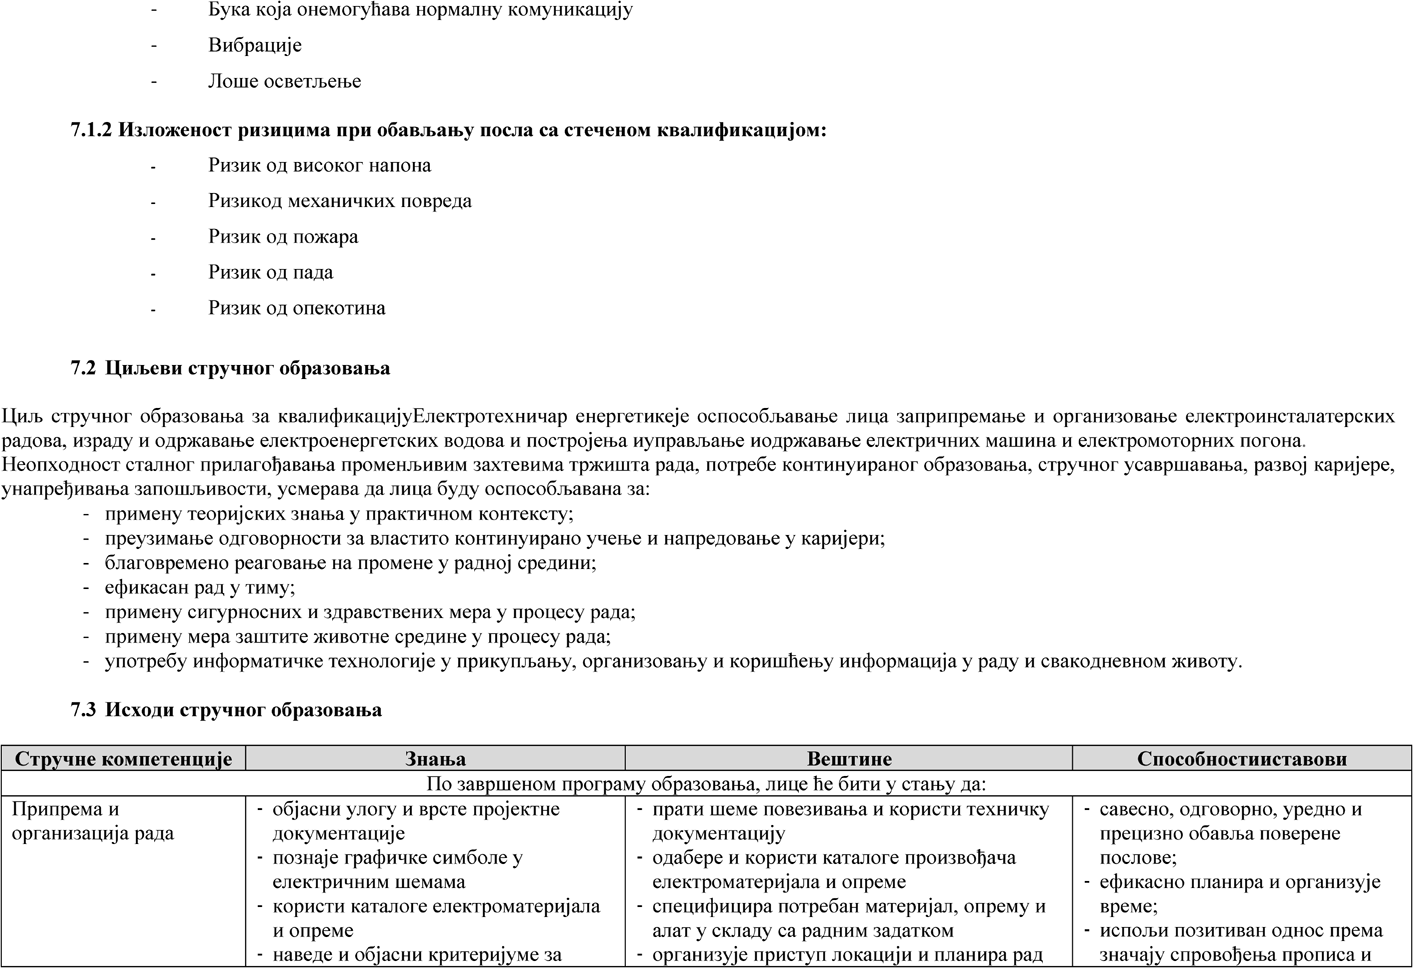 - Бука која онемогућава нормалну комуникацију
- Вибрације
- Лоше осветљење
7.1.2 Изложеност ризицима при обављању посла са стеченом квалификацијом:
- Ризик од високог напона
- Ризикод механичких повреда
- Ризик од пожара
- Ризик од пада
- Ризик од опекотина
7.2 Циљеви стручног образовања
Циљ стручног образовања за квалификацијуЕлектротехничар енергетикеје оспособљавање лица заприпремање и организовање електроинсталатерских
радова, израду и одржавање електроенергетских водова и постројења иуправљање иодржавање електричних машина и електромоторних погона.
Неопходност сталног прилагођавања променљивим захтевима тржишта рада, потребе континуираног образовања, стручног усавршавања, развој каријере,
унапређивања запошљивости, усмерава да лица буду оспособљавана за:
- примену теоријских знања у практичном контексту;
- преузимање одговорности за властито континуирано учење и напредовање у каријери;
- благовремено реаговање на промене у радној средини;
- ефикасан рад у тиму;
- примену сигурносних и здравствених мера у процесу рада;
- примену мера заштите животне средине у процесу рада;
- употребу информатичке технологије у прикупљању, организовању и коришћењу информација у раду и свакодневном животу.
7.3 Исходи стручног образовања
Стручне компетенције Знања Вештине Способностииставови
По завршеном програму образовања, лице ће бити у стању да:
Припрема и
организација рада
- објасни улогу и врсте пројектне
документације
- познаје графичке симболе у
електричним шемама
- користи каталоге електроматеријала
и опреме
- наведе и објасни критеријуме за
- прати шеме повезивања и користи техничку
документацију
- одабере и користи каталоге произвођача
електроматеријала и опреме
- специфицира потребан материјал, опрему и
алат у складу са радним задатком
- организује приступ локацији и планира рад
- савесно, одговорно, уредно и
прецизно обавља поверене
послове;
- ефикасно планира и организује
време;
- испољи позитиван однос према
значају спровођења прописа и